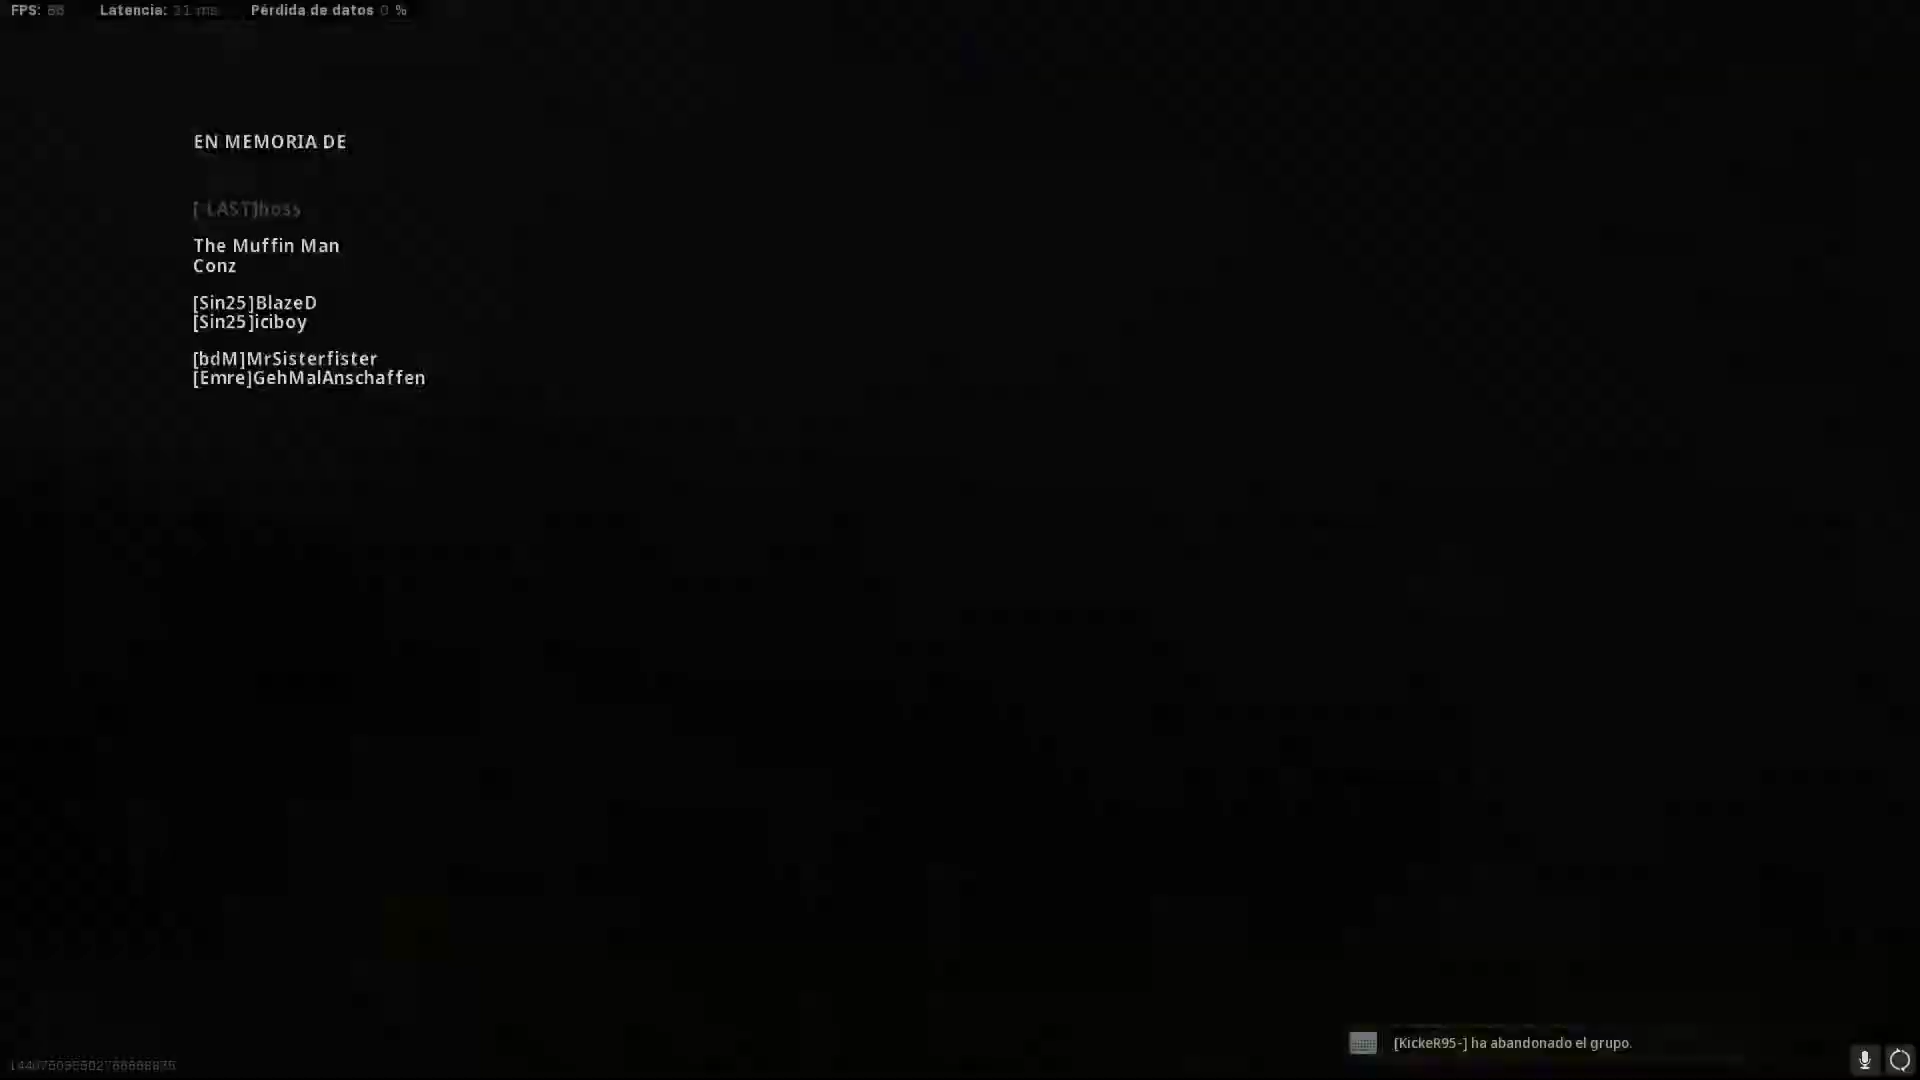 FPS:
Latencia: 31 ms
Pérdida de datos 0 %
EN MEMORIA DE
The Muffin Man
Conz
[Sin25]BlazeD
[Sin25]iciboy
[bdM]MrSisterfister
[Emre]GehMalAnschaffen
[KickeR95-] ha abandonado el grupo.